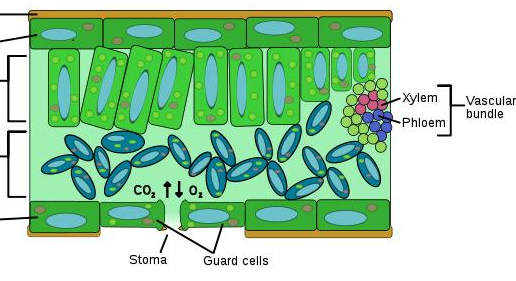 Xylem
Phloem
Vascular
bundle
CO₂ ↑↓ O₂
Stoma
Guard cells